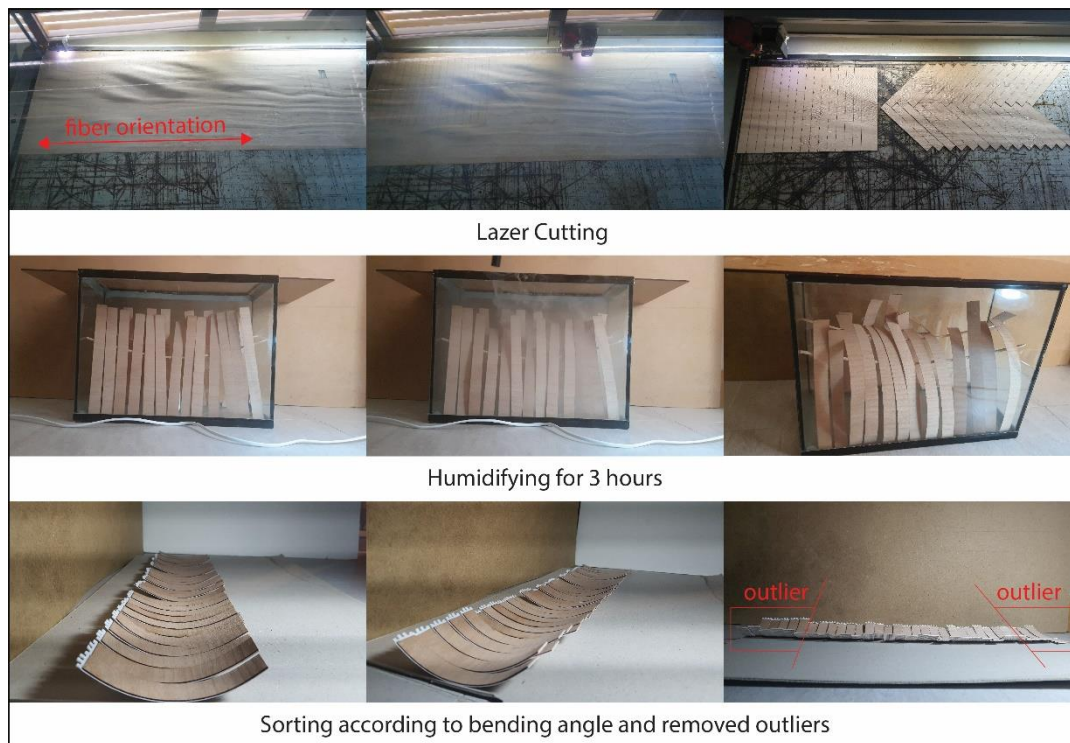 fiber orientation
Lazer Cutting
Humidifying for 3 hours
outlier
outlier
Sorting according to bending angle and removed outliers